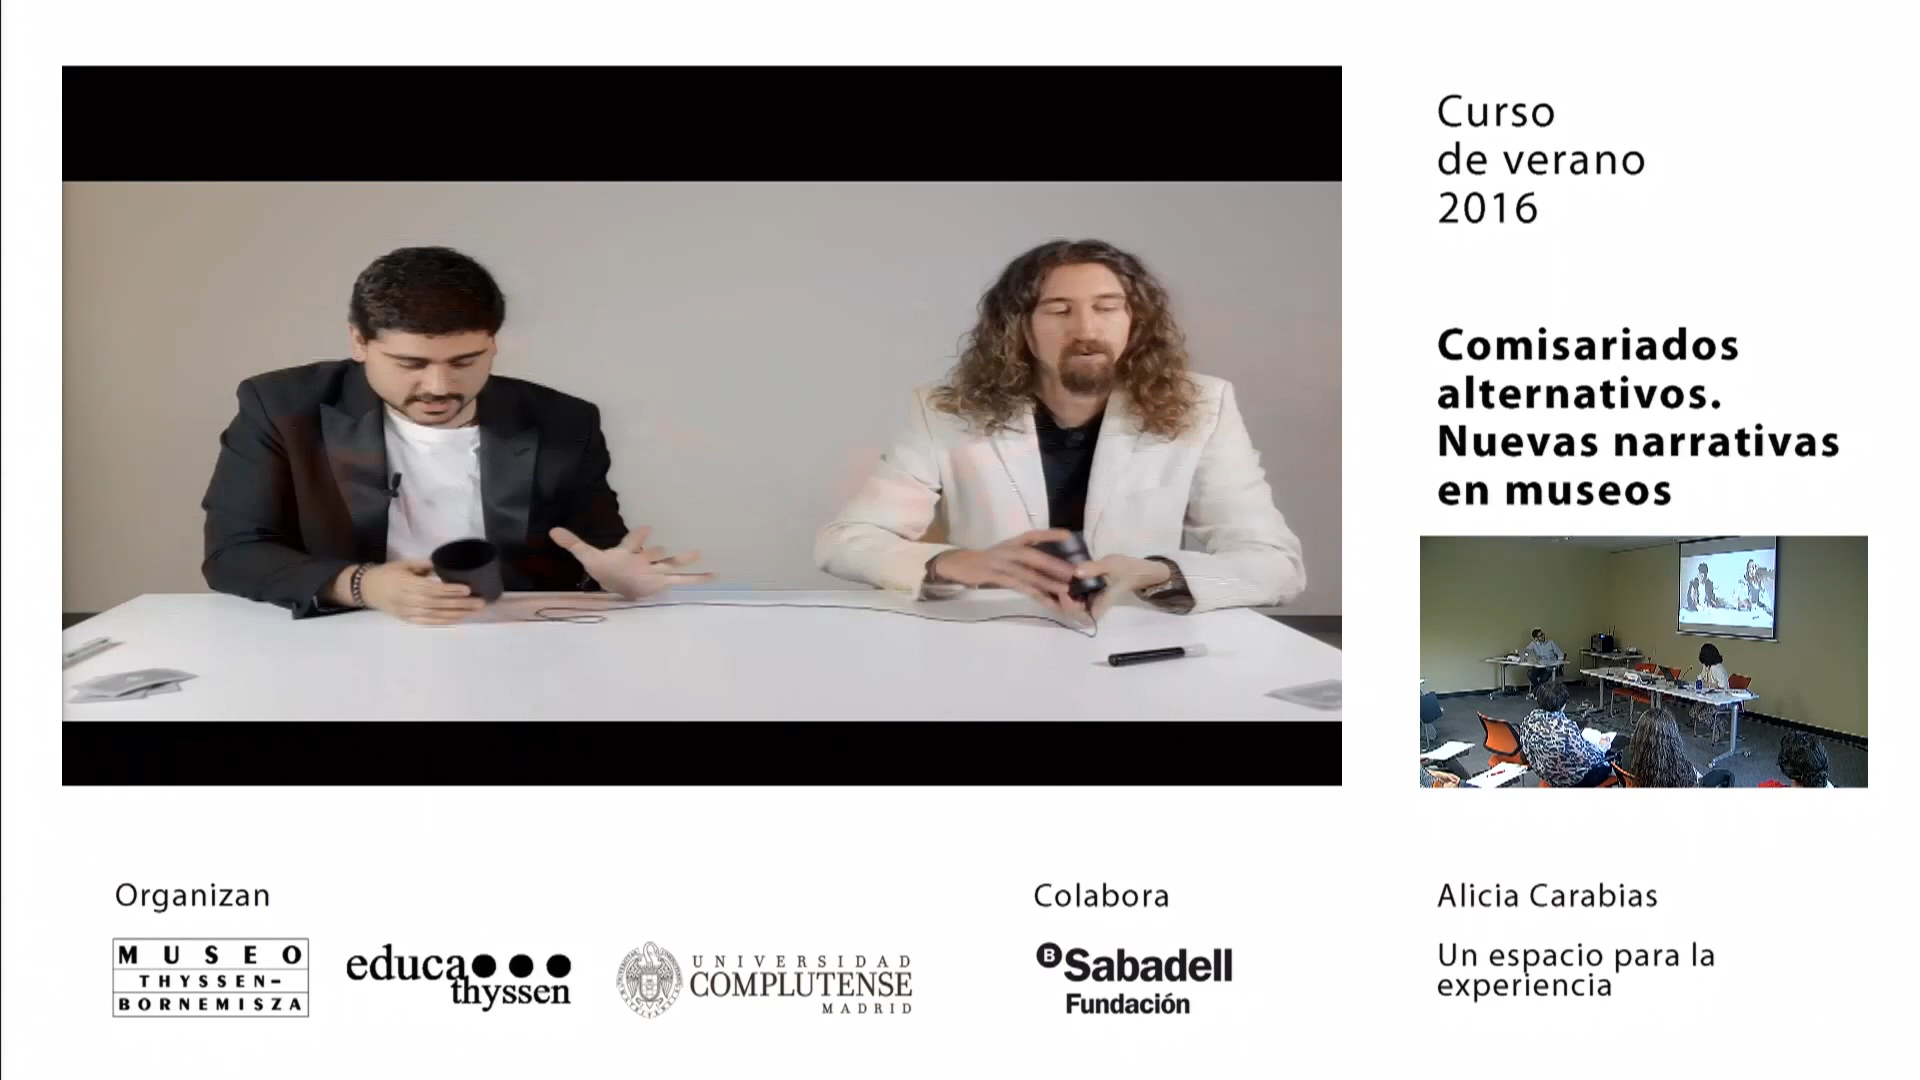 Curso
de verano
2016
Comisariados
alternativos.
Nuevas narrativas
en museos
Organizan
MUSEO
THYSSEN-
BORNEMISZA
educa
thyssen
UNIVERSIDAD
COMPLUTENSE
MADRID
Colabora
B Sabadell
Fundación
Alicia Carabias
Un espacio para la
experiencia